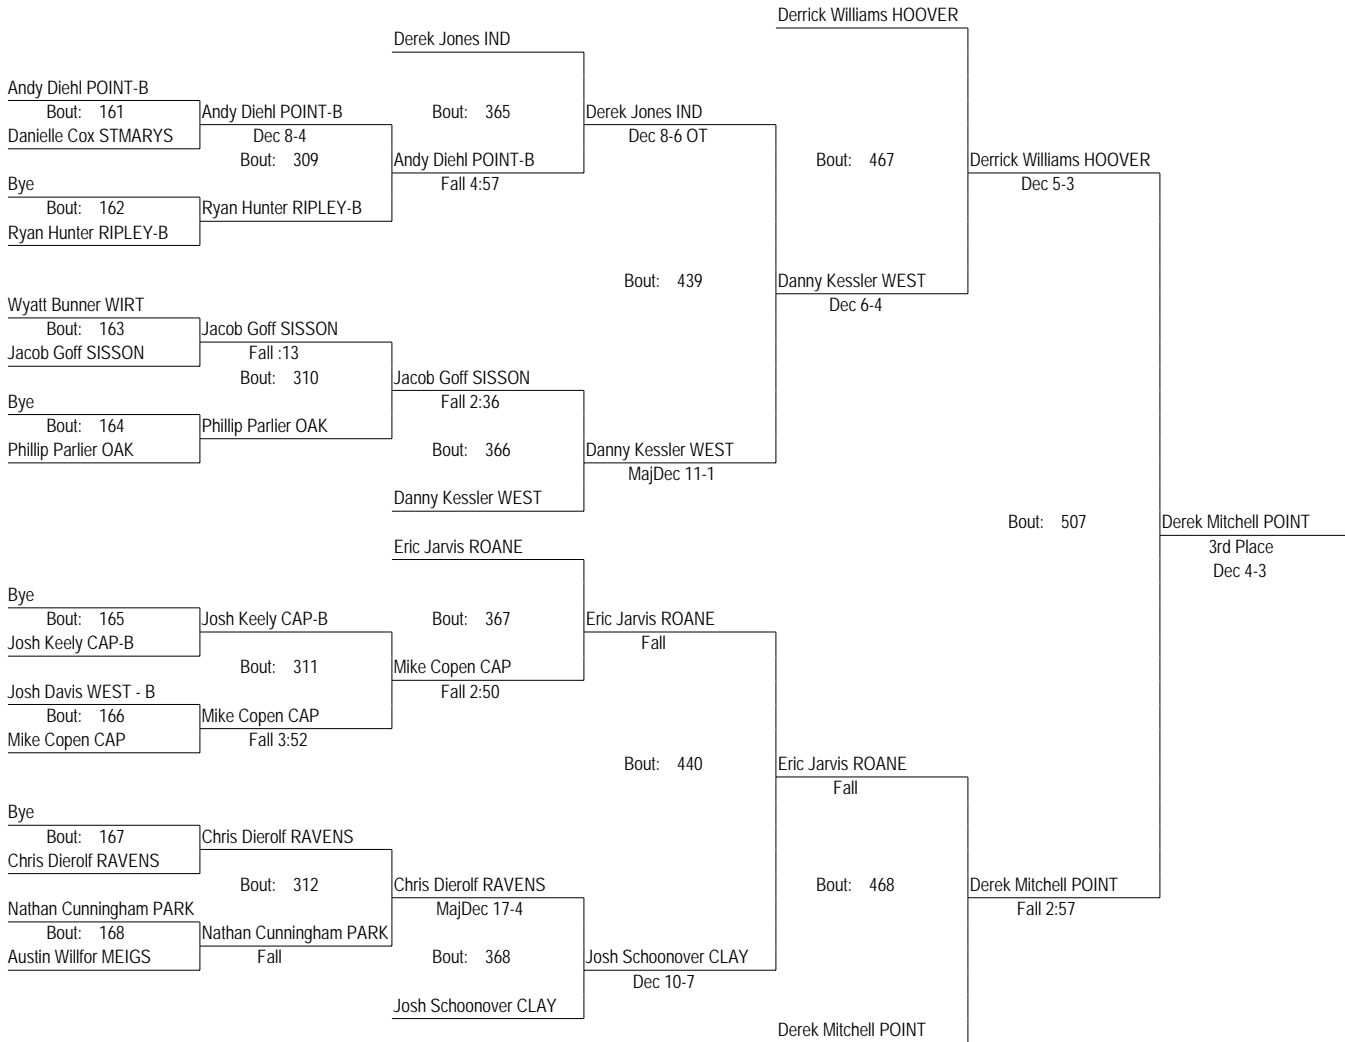 Derrick Williams HOOVER
Derek Jones IND
Andy Diehl POINT-B
Bout: 161
Andy Diehl POINT-B
Bout: 365
Derek Jones IND
Danielle Cox STMARYS
Dec 8-4
Dec 8-6 OT
Bout: 309
Andy Diehl POINT-B
Bout: 467
Derrick Williams HOOVER
Bye
Fall 4:57
Dec 5-3
Bout: 162
Ryan Hunter RIPLEY-B
Ryan Hunter RIPLEY-B
Bout: 439
Danny Kessler WEST
Wyatt Bunner WIRT
Dec 6-4
Bout: 163
Jacob Goff SISSON
Jacob Goff SISSON
Fall :13
Bout: 310
Jacob Goff SISSON
Bye
Fall 2:36
Bout: 164
Phillip Parlier OAK
Phillip Parlier OAK
Bout: 366
Danny Kessler WEST
MajDec 11-1
Danny Kessler WEST
Bout: 507
Derek Mitchell POINT
Eric Jarvis ROANE
3rd Place
Dec 4-3
Bye
Bout: 165
Josh Keely CAP-B
Bout: 367
Eric Jarvis ROANE
Josh Keely CAP-B
Fall
Bout: 311
Mike Copen CAP
Josh Davis WEST - B
Fall 2:50
Bout: 166
Mike Copen CAP
Mike Copen CAP
Fall 3:52
Bout: 440
Eric Jarvis ROANE
Fall
Bye
Bout: 167
Chris Dierolf RAVENS
Chris Dierolf RAVENS
Bout: 312
Chris Dierolf RAVENS
Bout: 468
Derek Mitchell POINT
Nathan Cunningham PARK
MajDec 17-4
Fall 2:57
Bout: 168
Nathan Cunningham PARK
Austin Willfor MEIGS
Fall
Bout: 368
Josh Schoonover CLAY
Dec 10-7
Josh Schoonover CLAY
Derek Mitchell POINT